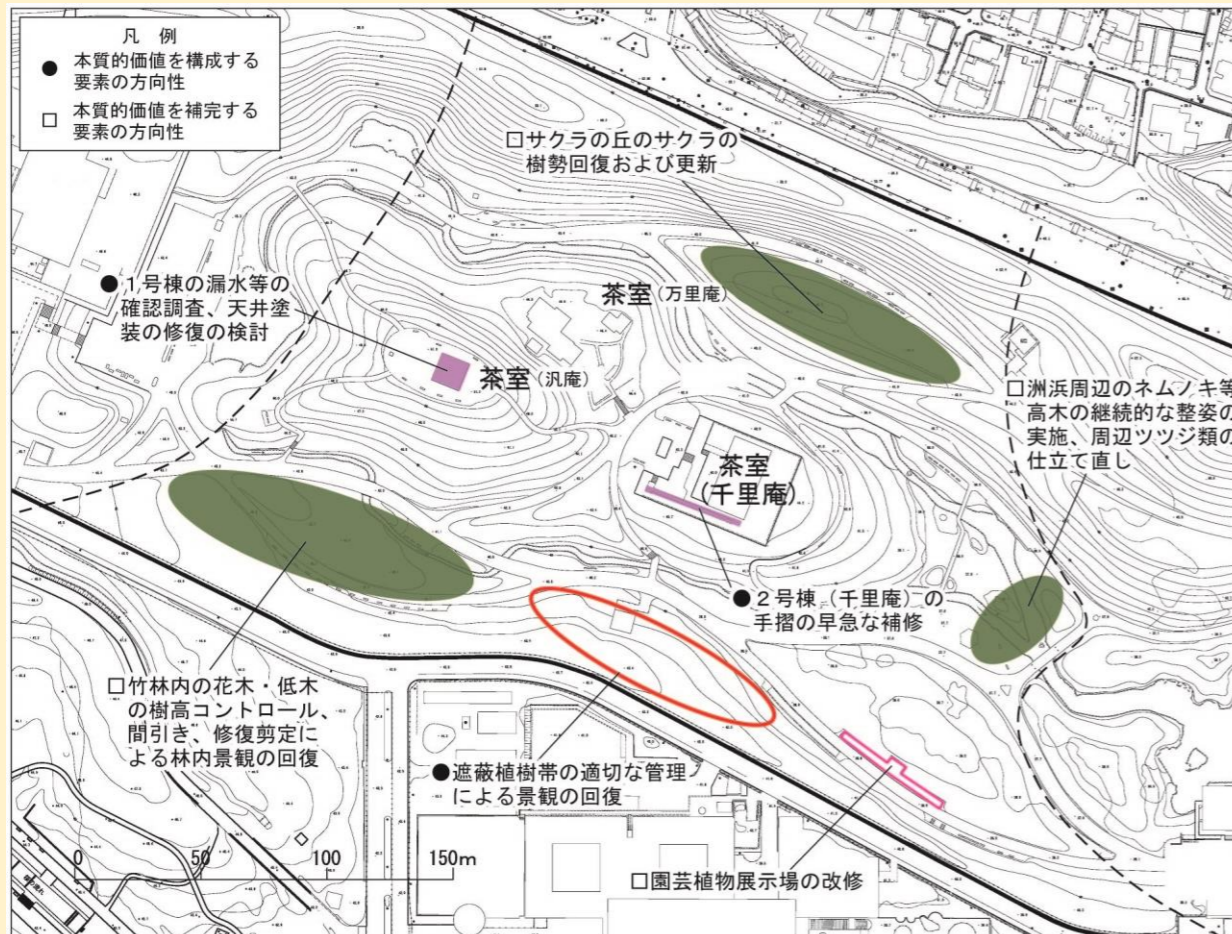 凡 例
● 本質的価値を構成する
要素の方向性
□ 本質的価値を補完する
要素の方向性
□サクラの丘のサクラの
樹勢回復および更新
●1号棟の漏水等の
確認調査、天井塗
装の修復の検討
茶室(万里庵)
茶室(汎庵)
□洲浜周辺のネムノキ等
高木の継続的な整姿の
実施、周辺ツツジ類の
仕立て直し
茶室
(千里庵)
●2号棟(千里庵)の
手摺の早急な補修
□竹林内の花木・低木
の樹高コントロール、
間引き、修復剪定に
よる林内景観の回復
●遮蔽植樹帯の適切な管理
による景観の回復
0 50 100 150m
□園芸植物展示場の改修